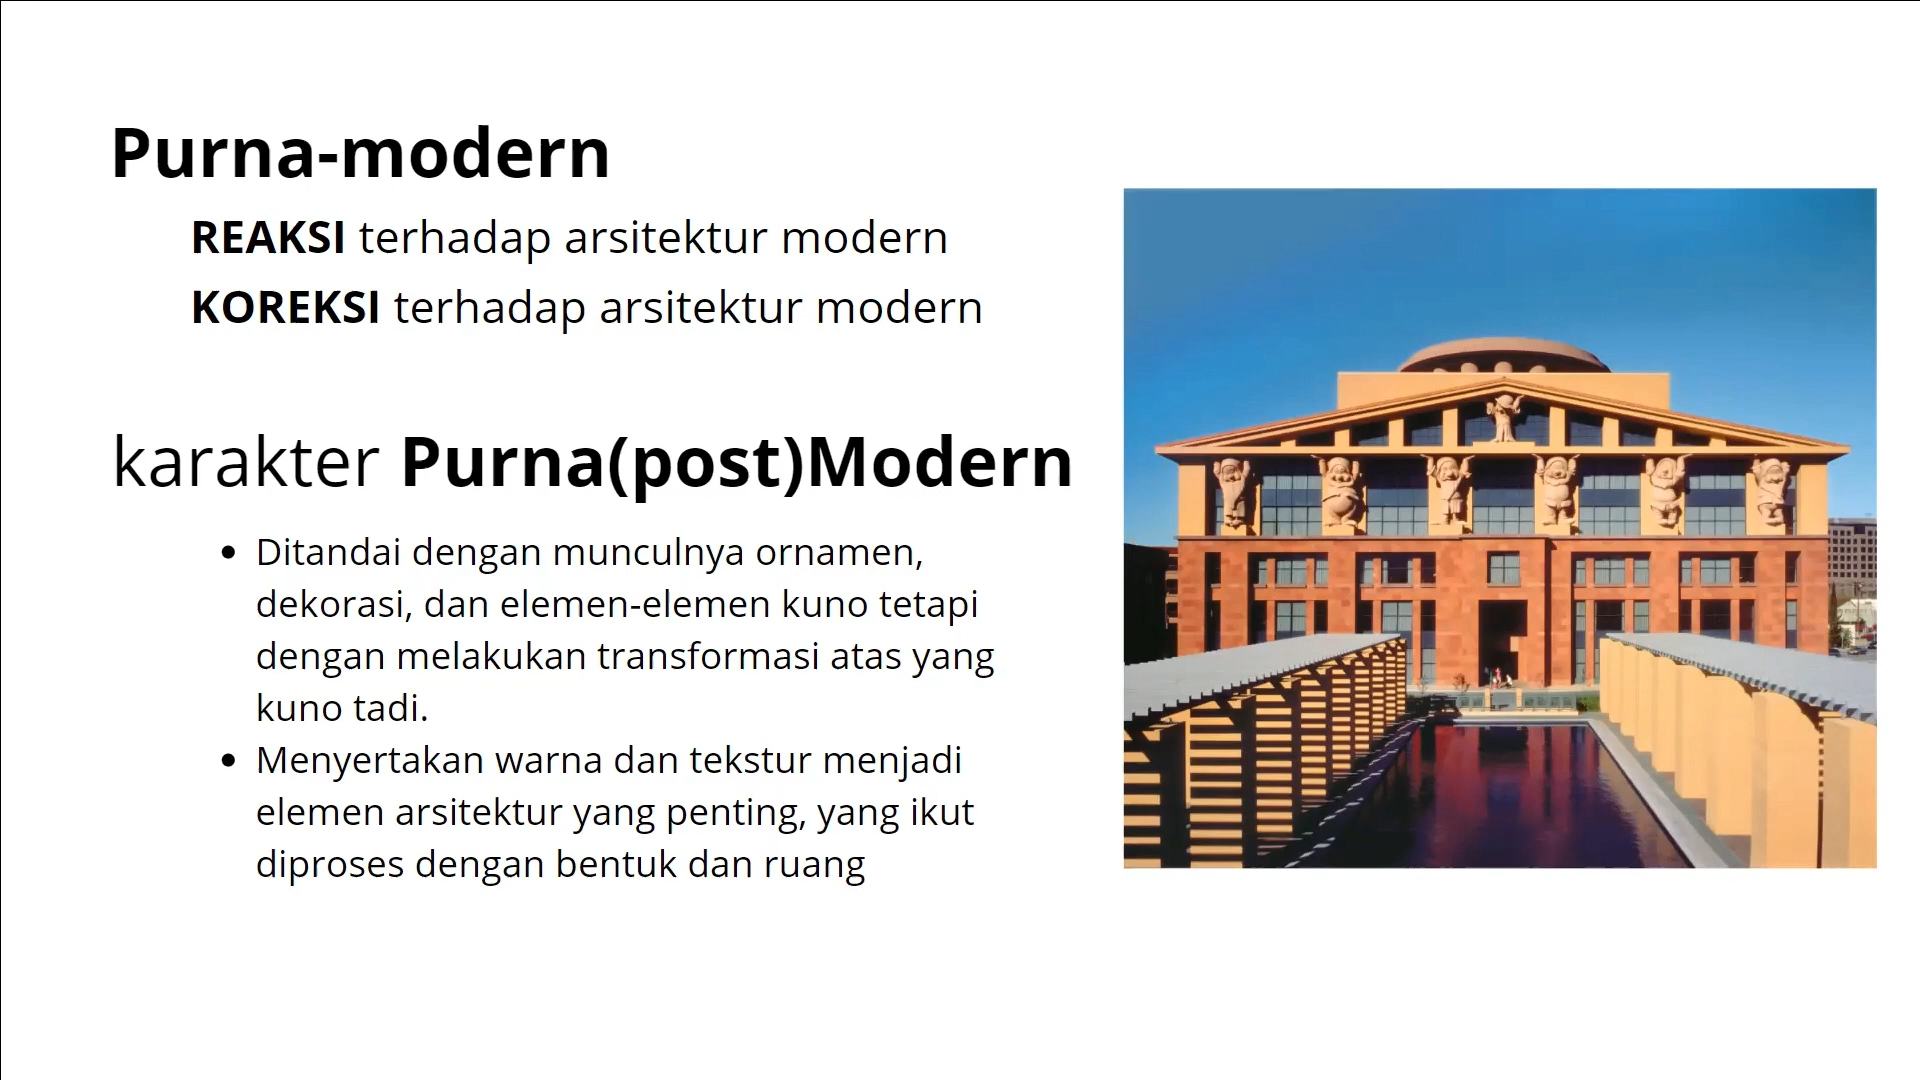 Purna-modern
REAKSI terhadap arsitektur modern
KOREKSI terhadap arsitektur modern
karakter Purna(post)Modern
• Ditandai dengan munculnya ornamen,
dekorasi, dan elemen-elemen kuno tetapi
dengan melakukan transformasi atas yang
kuno tadi.
• Menyertakan warna dan tekstur menjadi
elemen arsitektur yang penting, yang ikut
diproses dengan bentuk dan ruang